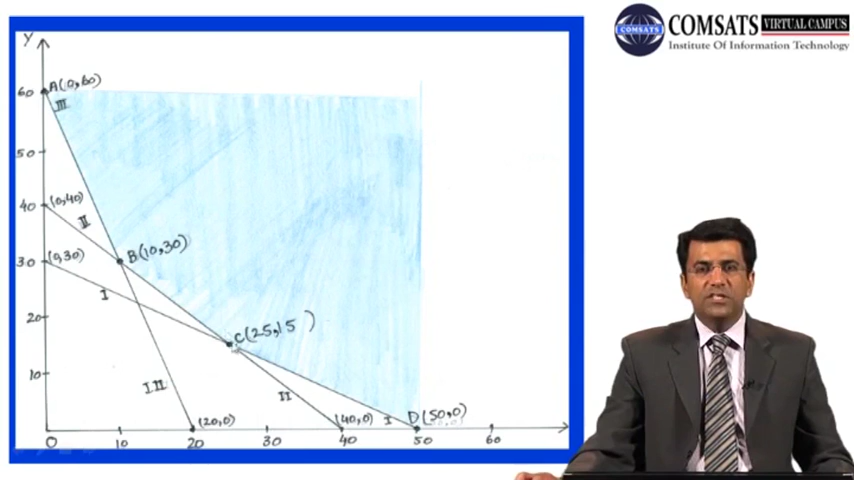 COMSATS VIRTUAL CAMPUS
Institute Of Information Technology
COMSATS
Y
60 A(0,60)
III
50
40 (0,40)
II
B(10,30)
30 (0,30)
I
20
C(25,15)
10
III
II
(20,0) (40,0) I D(50,0)
0 10 20 30 40 50 60